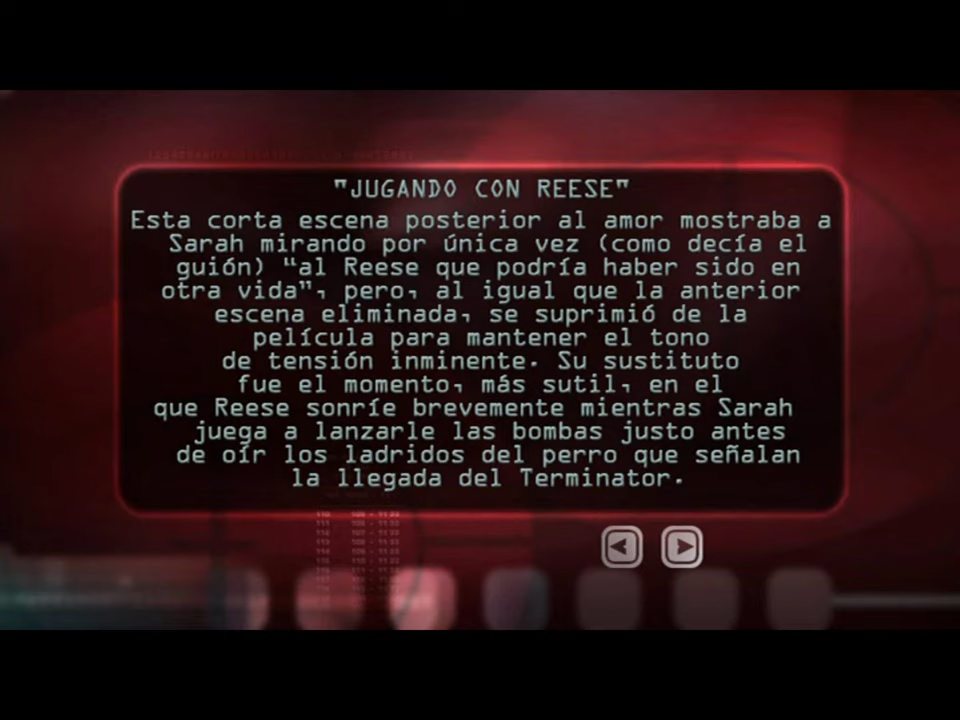 "JUGANDO CON REESE"
Esta corta escena posterior al amor mostraba a
Sarah mirando por única vez (como decía el
guión) “al Reese que podría haber sido en
otra vida”, pero, al igual que la anterior
escena eliminada, se suprimió de la
película para mantener el tono
de tensión inminente. Su sustituto
fue el momento, más sutil, en el
que Reese sonríe brevemente mientras Sarah
juega a lanzarle las bombas justo antes
de oír los ladridos del perro que señalan
la llegada del Terminator.